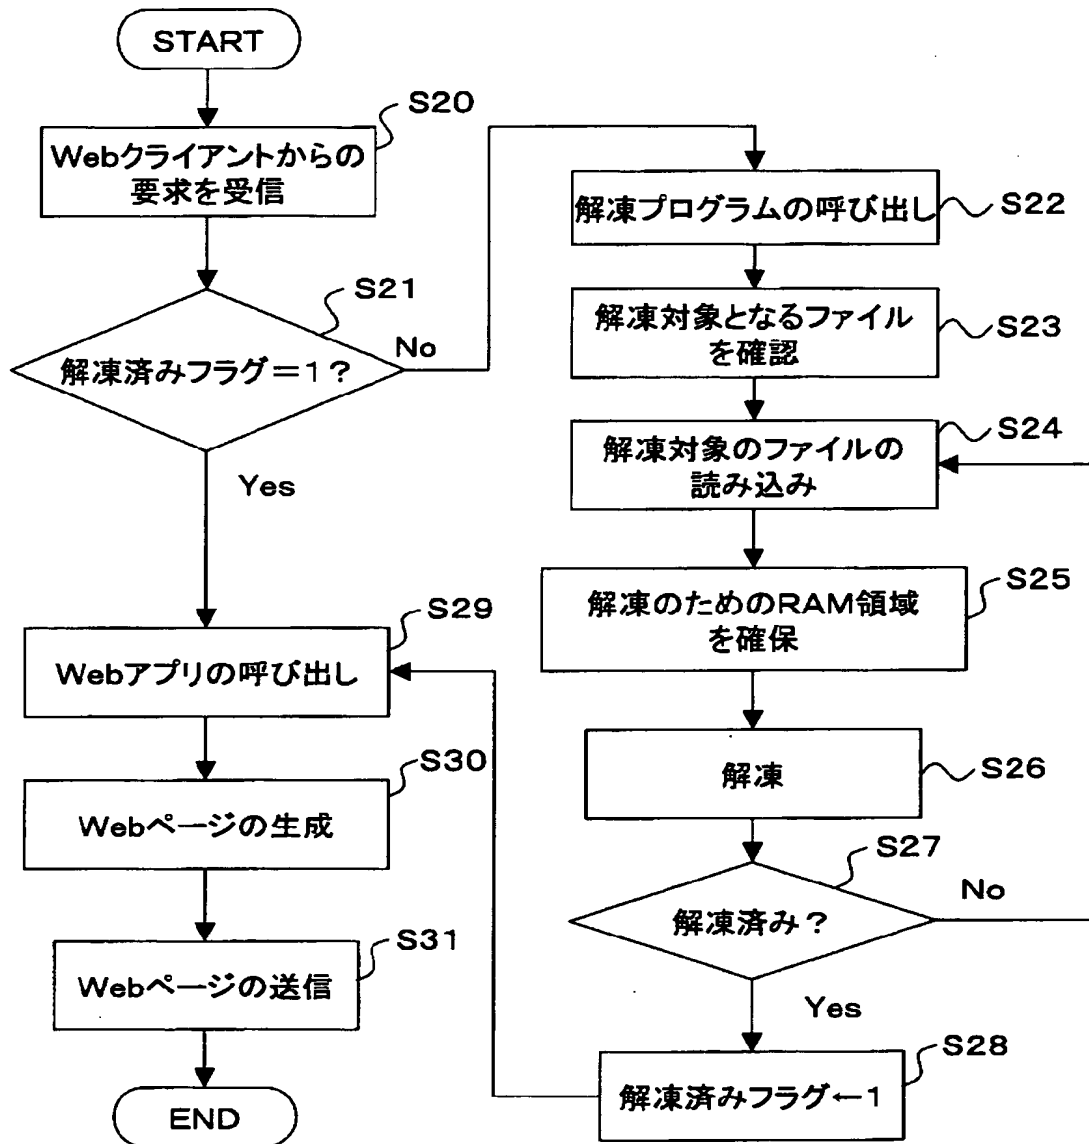 START
S20
Webクライアントからの
要求を受信
S21
解凍済みフラグ=1?
No
Yes
S22
解凍プログラムの呼び出し
S23
解凍対象となるファイル
を確認
S24
解凍対象のファイルの
読み込み
S25
解凍のためのRAM領域
を確保
S26
解凍
S27
解凍済み?
No
Yes
S28
解凍済みフラグ←1
S29
Webアプリの呼び出し
S30
Webページの生成
S31
Webページの送信
END